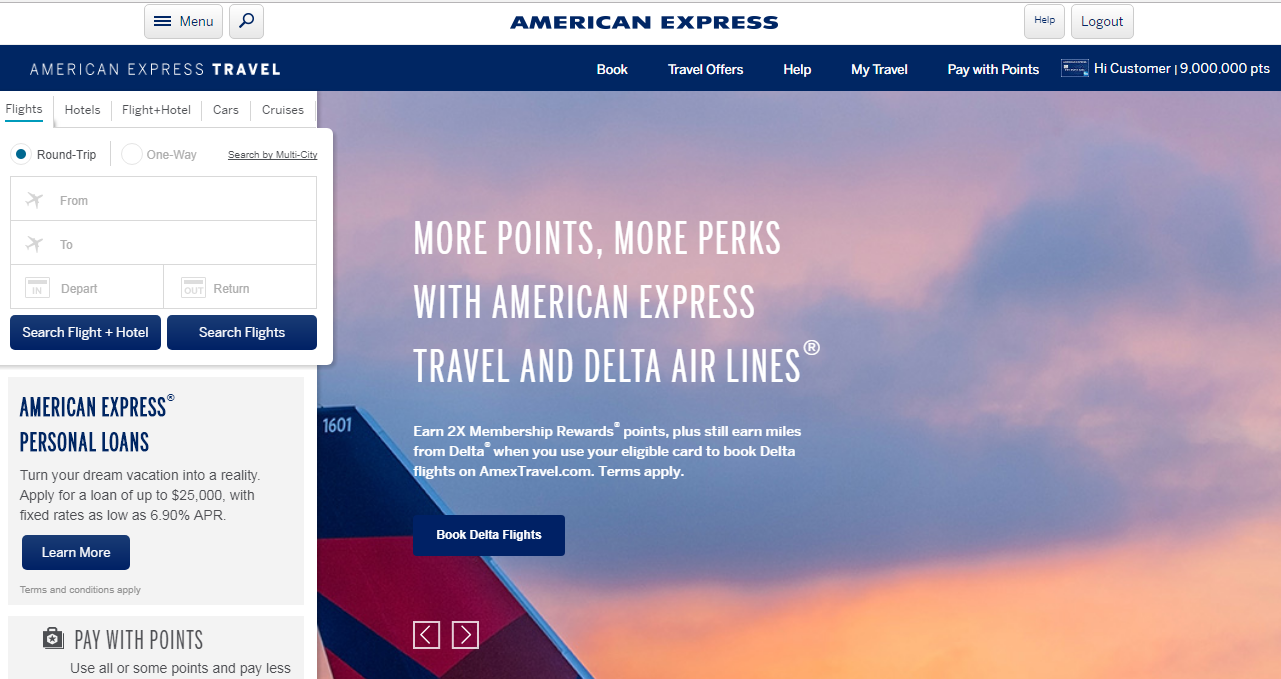 Menu
AMERICAN EXPRESS
Help
Logout
AMERICAN EXPRESS TRAVEL
Book
Travel Offers
Help
My Travel
Pay with Points
Hi Customer | 9,000,000 pts
Flights
Hotels
Flight+Hotel
Cars
Cruises
Round-Trip
One-Way
Search by Multi-City
From
To
IN
Depart
OUT
Return
Search Flight + Hotel
Search Flights
AMERICAN EXPRESS®
PERSONAL LOANS
Turn your dream vacation into a reality.
Apply for a loan of up to $25,000, with
fixed rates as low as 6.90% APR.
Learn More
Terms and conditions apply
PAY WITH POINTS
Use all or some points and pay less
MORE POINTS, MORE PERKS
WITH AMERICAN EXPRESS
TRAVEL AND DELTA AIR LINES®
1601
Earn 2X Membership Rewards® points, plus still earn miles
from Delta® when you use your eligible card to book Delta
flights on AmexTravel.com. Terms apply.
Book Delta Flights